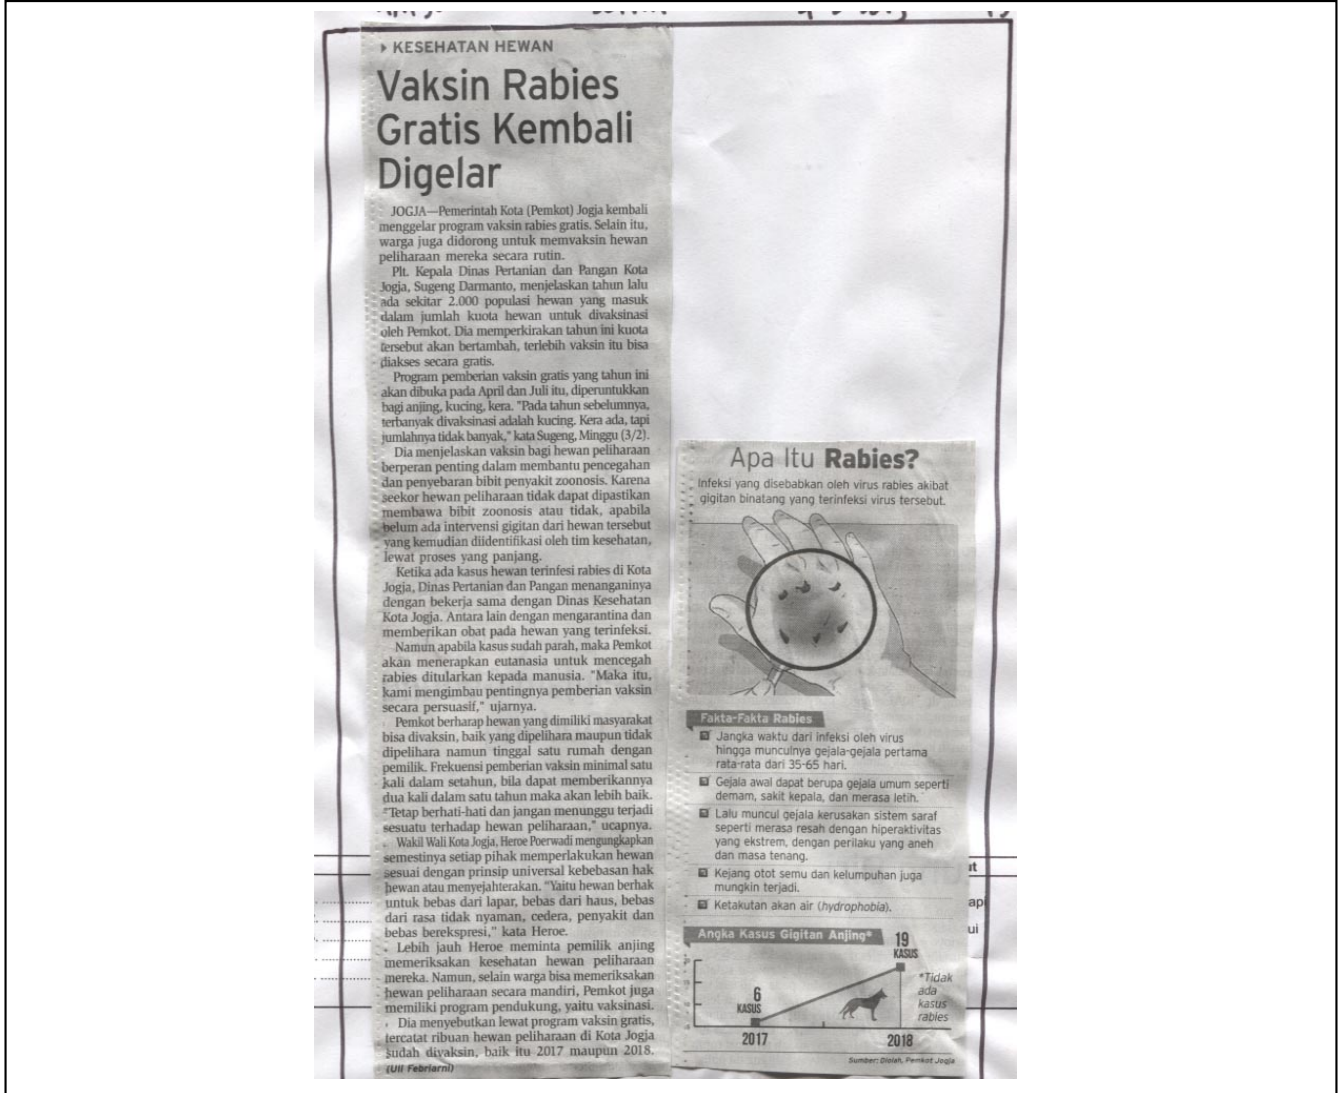 KESEHATAN HEWAN
Vaksin Rabies
Gratis Kembali
Digelar
JOGJA—Pemerintah Kota (Pemkot) Jogja kembali
menggelar program vaksin rabies gratis. Selain itu,
warga juga didorong untuk memvaksin hewan
peliharaan mereka secara rutin.
Plt. Kepala Dinas Pertanian dan Pangan Kota
Jogja, Sugeng Darmanto, menjelaskan tahun lalu
ada sekitar 2.000 populasi hewan yang masuk
dalam jumlah kuota hewan untuk divaksinasi
oleh Pemkot. Dia memperkirakan tahun ini kuota
tersebut akan bertambah, terlebih vaksin itu bisa
diakses secara gratis.
Program pemberian vaksin gratis yang tahun ini
akan dibuka pada April dan Juli itu, diperuntukkan
bagi anjing, kucing, kera. "Pada tahun sebelumnya,
terbanyak divaksinasi adalah kucing. Kera ada, tapi
jumlahnya tidak banyak," kata Sugeng, Minggu (3/2).
Dia menjelaskan vaksin bagi hewan peliharaan
berperan penting dalam membantu pencegahan
dan penyebaran bibit penyakit zoonosis. Karena
seekor hewan peliharaan tidak dapat dipastikan
membawa bibit zoonosis atau tidak, apabila
belum ada intervensi gigitan dari hewan tersebut
yang kemudian diidentifikasi oleh tim kesehatan,
lewat proses yang panjang.
Ketika ada kasus hewan terinfesi rabies di Kota
Jogja, Dinas Pertanian dan Pangan menanganinya
dengan bekerja sama dengan Dinas Kesehatan
Kota Jogja. Antara lain dengan mengarantina dan
memberikan obat pada hewan yang terinfeksi.
Namun apabila kasus sudah parah, maka Pemkot
akan menerapkan eutanasia untuk mencegah
rabies ditularkan kepada manusia. "Maka itu,
kami mengimbau pentingnya pemberian vaksin
secara persuasif," ujarnya.
Pemkot berharap hewan yang dimiliki masyarakat
bisa divaksin, baik yang dipelihara maupun tidak
dipelihara namun tinggal satu rumah dengan
pemilik. Frekuensi pemberian vaksin minimal satu
kali dalam setahun, bila dapat memberikannya
dua kali dalam satu tahun maka akan lebih baik.
"Tetap berhati-hati dan jangan menunggu terjadi
sesuatu terhadap hewan peliharaan," ucapnya.
Wakil Wali Kota Jogja, Heroe Poerwadi mengungkapkan
semestinya setiap pihak memperlakukan hewan
sesuai dengan prinsip universal kebebasan hak
hewan atau menyejahterakan. "Yaitu hewan berhak
untuk bebas dari lapar, bebas dari haus, bebas
dari rasa tidak nyaman, cedera, penyakit dan
bebas berekspresi," kata Heroe.
Lebih jauh Heroe meminta pemilik anjing
memeriksakan kesehatan hewan peliharaan
mereka. Namun, selain warga bisa memeriksakan
hewan peliharaan secara mandiri, Pemkot juga
memiliki program pendukung, yaitu vaksinasi.
Dia menyebutkan lewat program vaksin gratis,
tercatat ribuan hewan peliharaan di Kota Jogja
sudah divaksin, baik itu 2017 maupun 2018.
(Uli Febriarni)
Apa Itu Rabies?
Infeksi yang disebabkan oleh virus rabies akibat
gigitan binatang yang terinfeksi virus tersebut.
Fakta-Fakta Rabies
Jangka waktu dari infeksi oleh virus
hingga munculnya gejala-gejala pertama
rata-rata dari 35-65 hari.
Gejala awal dapat berupa gejala umum seperti
demam, sakit kepala, dan merasa letih.
Lalu muncul gejala kerusakan sistem saraf
seperti merasa resah dengan hiperaktivitas
yang ekstrem, dengan perilaku yang aneh
dan masa tenang.
Kejang otot semu dan kelumpuhan juga
mungkin terjadi.
Ketakutan akan air (hydrophobia).
Angka Kasus Gigitan Anjing*
19
KASUS
6
KASUS
*Tidak
ada
kasus
rabies
2017 2018
Sumber: Diolah, Pemkot Jogja